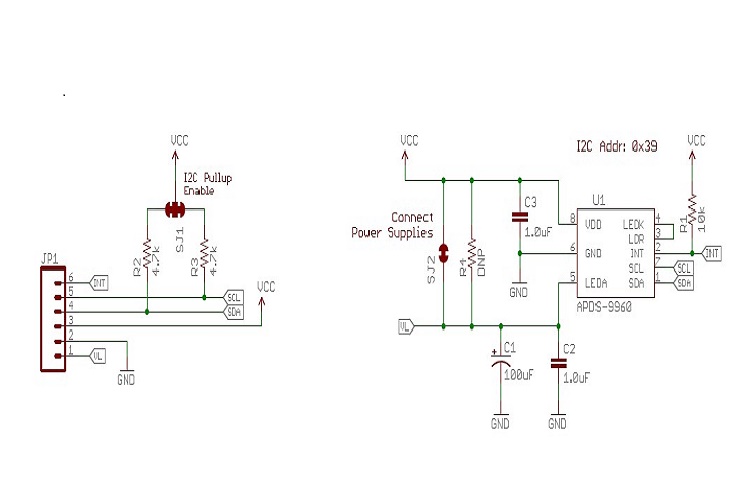 VCC
I2C Pullup
Enable
SJ1
R2
4.7k
R3
4.7k
JP1
6
INT
5
SCL
4
SDA
3
VCC
2
GND
1
VL
VCC
I2C Addr: 0x39
VCC
Connect
Power Supplies
SJ2
R4
DNP
C3
1.0uF
GND
U1
8
VDD
LEDK
4
LDR
3
6
GND
INT
2
INT
SCL
7
SCL
5
LEDA
SDA
1
SDA
APDS-9960
R1
10k
VL
C1
100uF
C2
1.0uF
GND
GND